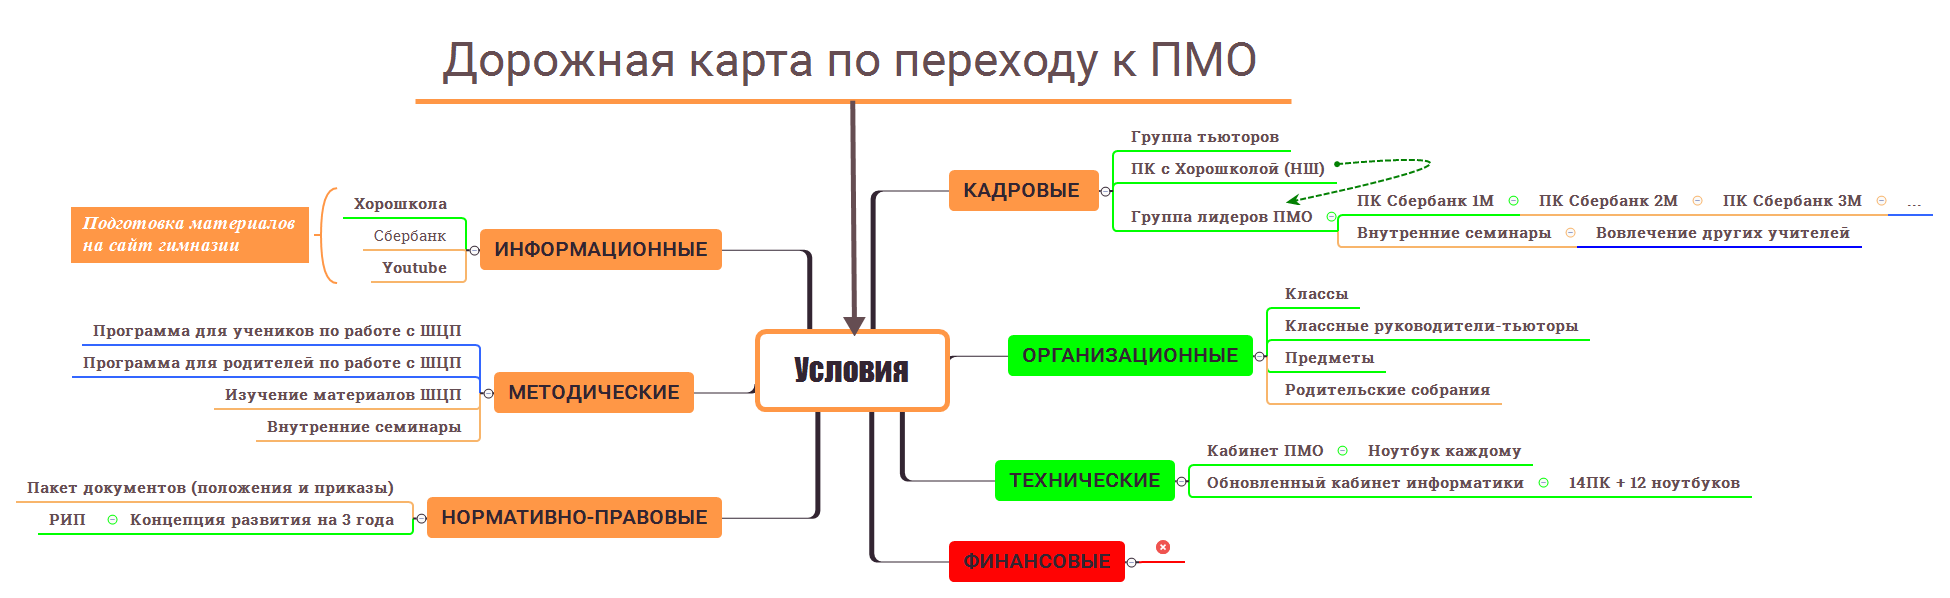 Дорожная карта по переходу к ПМО
Условия
КАДРОВЫЕ
Группа тьюторов
ПК с Хорошколой (НШ)
Группа лидеров ПМО
ПК Сбербанк 1М
ПК Сбербанк 2М
ПК Сбербанк 3М
...
Внутренние семинары
Вовлечение других учителей
ОРГАНИЗАЦИОННЫЕ
Классы
Классные руководители-тьюторы
Предметы
Родительские собрания
ТЕХНИЧЕСКИЕ
Кабинет ПМО
Ноутбук каждому
Обновленный кабинет информатики
14ПК + 12 ноутбуков
ФИНАНСОВЫЕ
ИНФОРМАЦИОННЫЕ
Хорошкола
Сбербанк
Youtube
Подготовка материалов
на сайт гимназии
МЕТОДИЧЕСКИЕ
Программа для учеников по работе с ШЦП
Программа для родителей по работе с ШЦП
Изучение материалов ШЦП
Внутренние семинары
НОРМАТИВНО-ПРАВОВЫЕ
Пакет документов (положения и приказы)
РИП
Концепция развития на 3 года